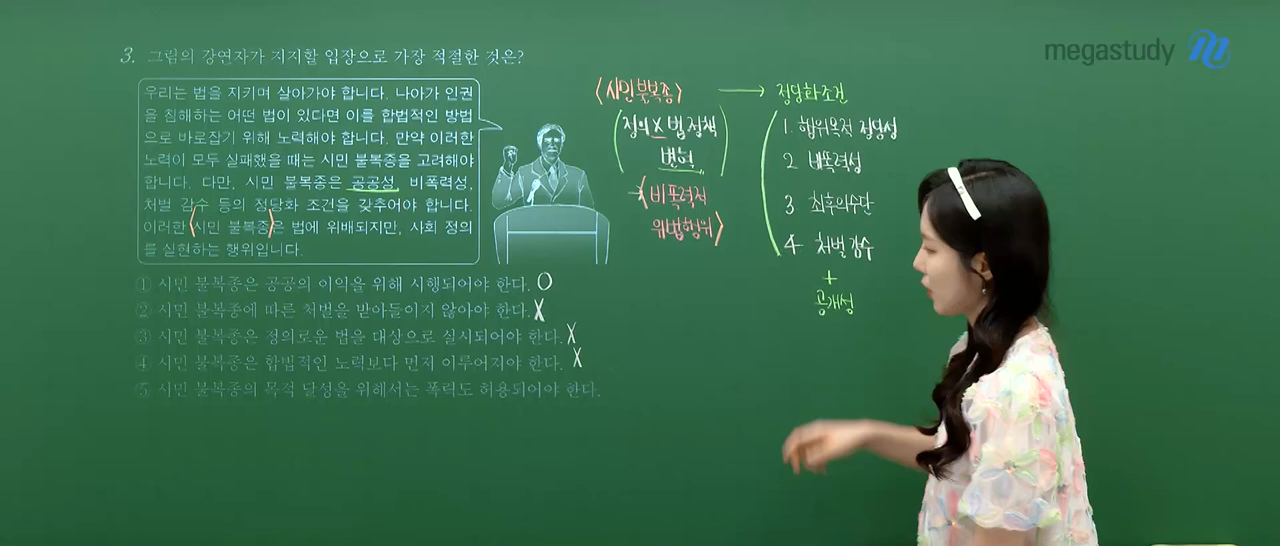 megastudy
3. 그림의 강연자가 지지할 입장으로 가장 적절한 것은?
우리는 법을 지키며 살아가야 합니다. 나아가 인권
을 침해하는 어떤 법이 있다면 이를 합법적인 방법
으로 바로잡기 위해 노력해야 합니다. 만약 이러한
노력이 모두 실패했을 때는 시민 불복종을 고려해야
합니다. 다만, 시민 불복종은 공공성, 비폭력성,
처벌 감수 등의 정당화 조건을 갖추어야 합니다.
이러한 시민 불복종은 법에 위배되지만, 사회 정의
를 실현하는 행위입니다.
① 시민 불복종은 공공의 이익을 위해 시행되어야 한다. O
② 시민 불복종에 따른 처벌을 받아들이지 않아야 한다. X
③ 시민 불복종은 정의로운 법을 대상으로 실시되어야 한다. X
④ 시민 불복종은 합법적인 노력보다 먼저 이루어져야 한다. X
⑤ 시민 불복종의 목적 달성을 위해서는 폭력도 허용되어야 한다.
<시민불복종> → 정당화조건
(정의 X 법 정책
변혁)
비폭력적
위법행위
1. 행위목적 정당성
2 비폭력성
3 최후의수단
4 처벌감수
+
공개성